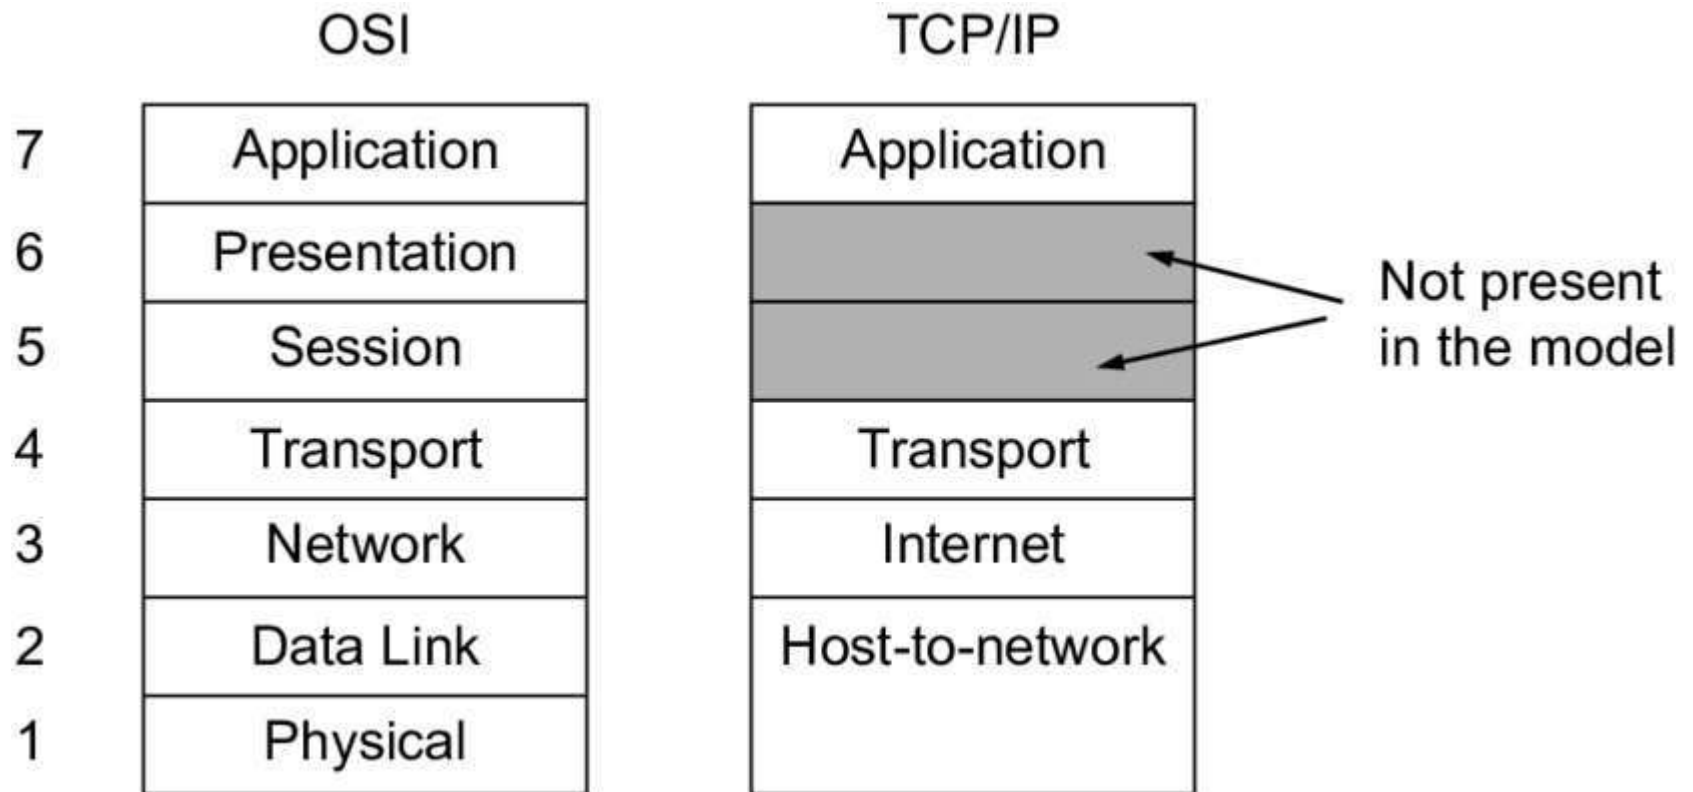 OSI TCP/IP
7 Application Application
6 Presentation
5 Session
Not present
in the model
4 Transport Transport
3 Network Internet
2 Data Link Host-to-network
1 Physical